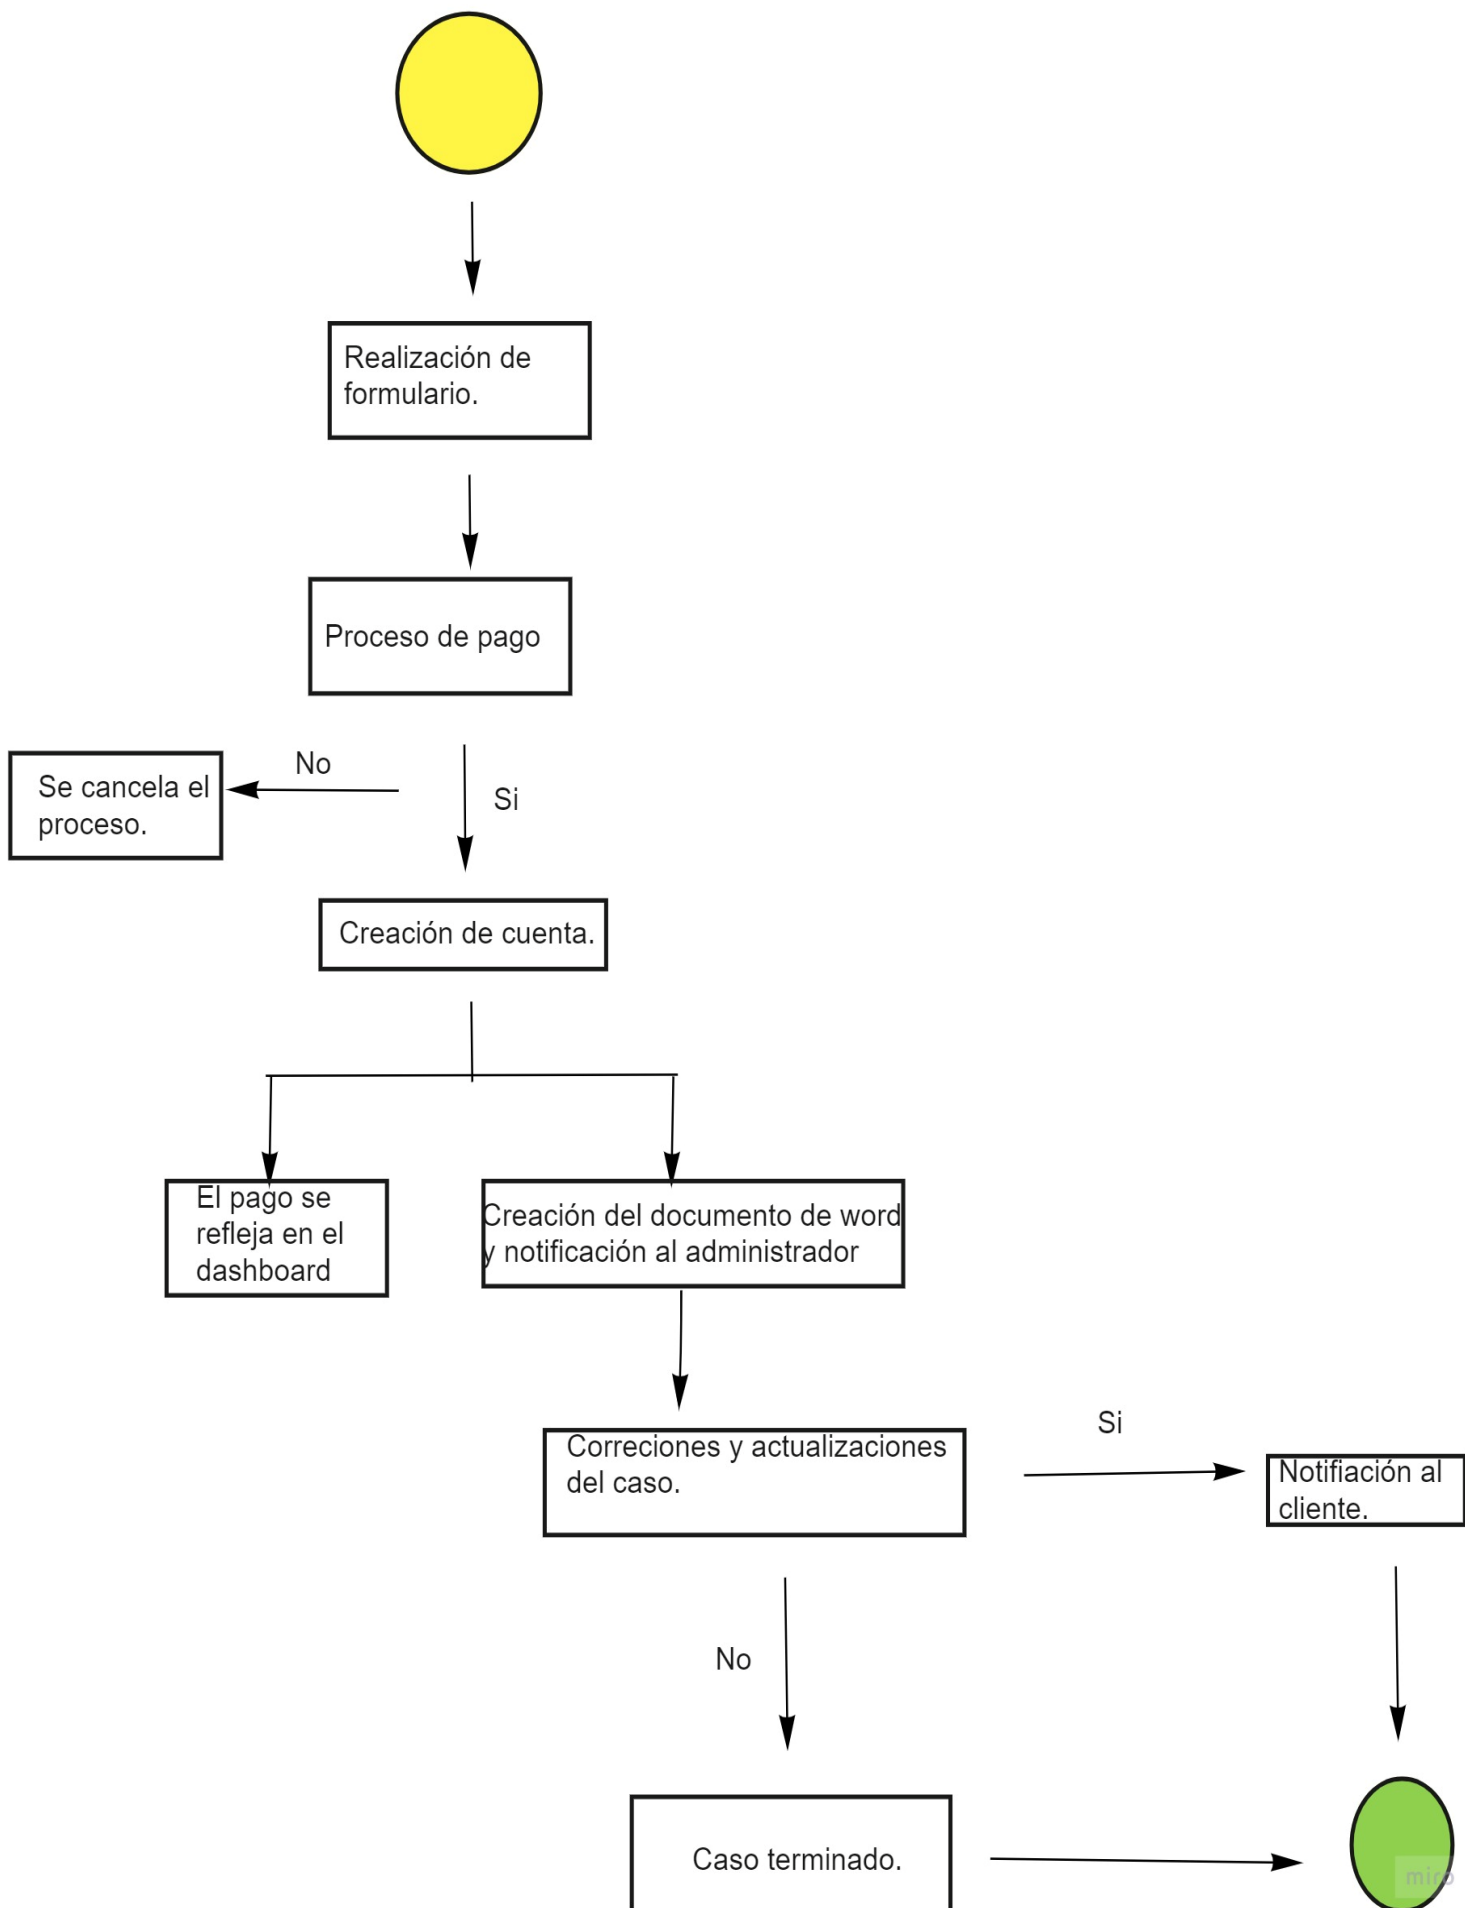 Realización de
formulario.
Proceso de pago
No
Se cancela el
proceso.
Si
Creación de cuenta.
El pago se
refleja en el
dashboard
Creación del documento de word
y notificación al administrador
Correciones y actualizaciones
del caso.
Si
Notifiación al
cliente.
No
Caso terminado.
miro